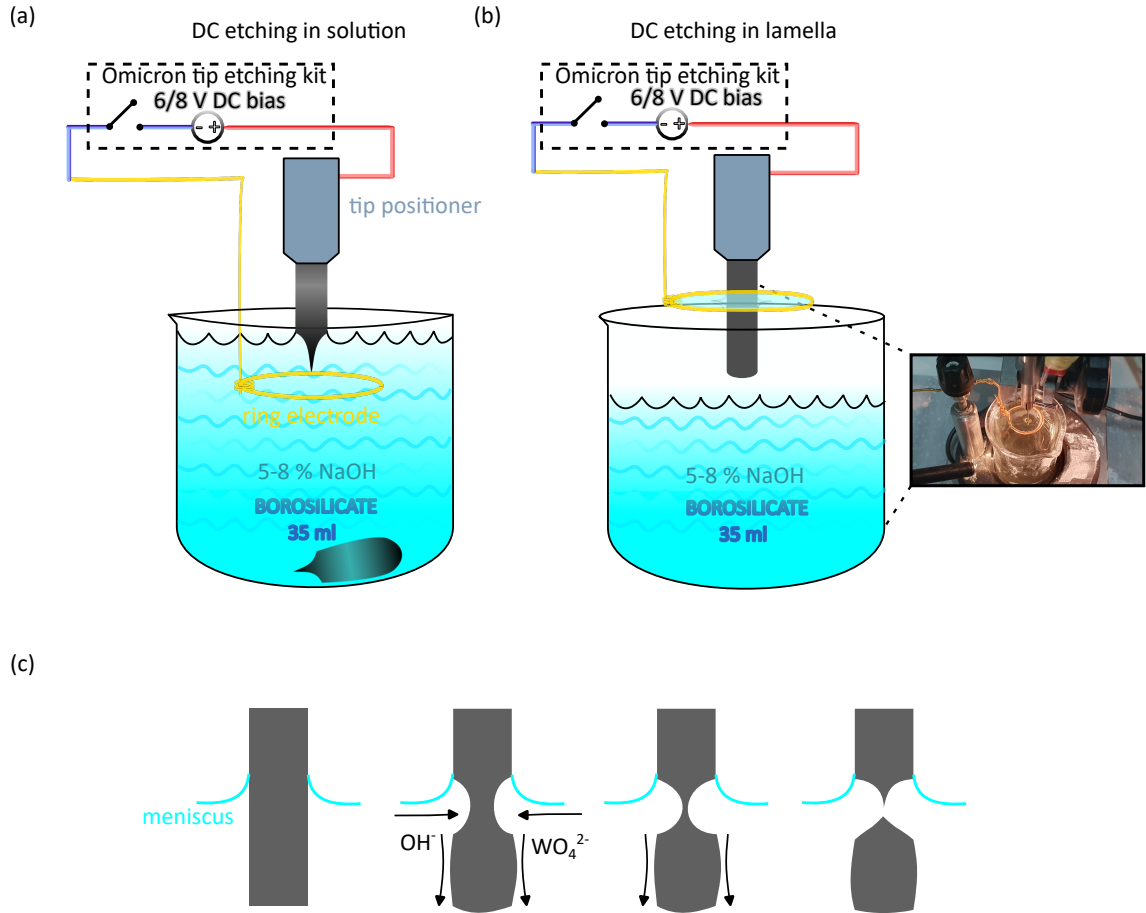 (a)
DC etching in solution
Omicron tip etching kit
6/8 V DC bias
- +
tip positioner
ring electrode
5-8 % NaOH
BOROSILICATE
35 ml
(b)
DC etching in lamella
Omicron tip etching kit
6/8 V DC bias
- +
5-8 % NaOH
BOROSILICATE
35 ml
(c)
meniscus
OH⁻
WO₄²⁻